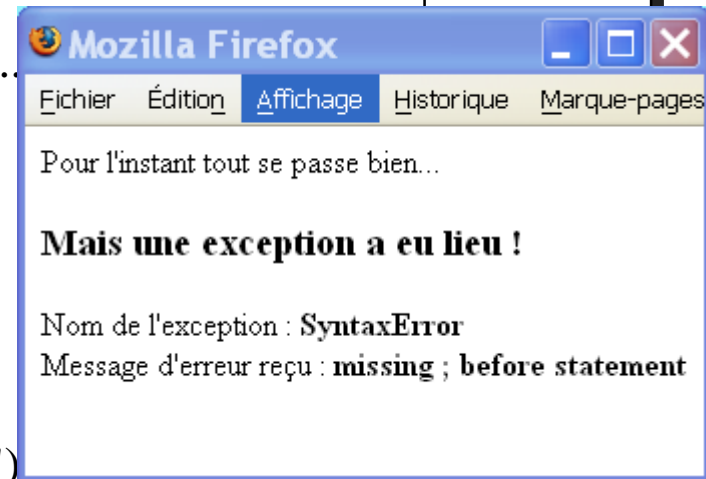 Mozilla Firefox
..
Fichier Édition Affichage Historique Marque-pages
Pour l'instant tout se passe bien...
Mais une exception a eu lieu !
Nom de l'exception : SyntaxError
Message d'erreur reçu : missing ; before statement
)